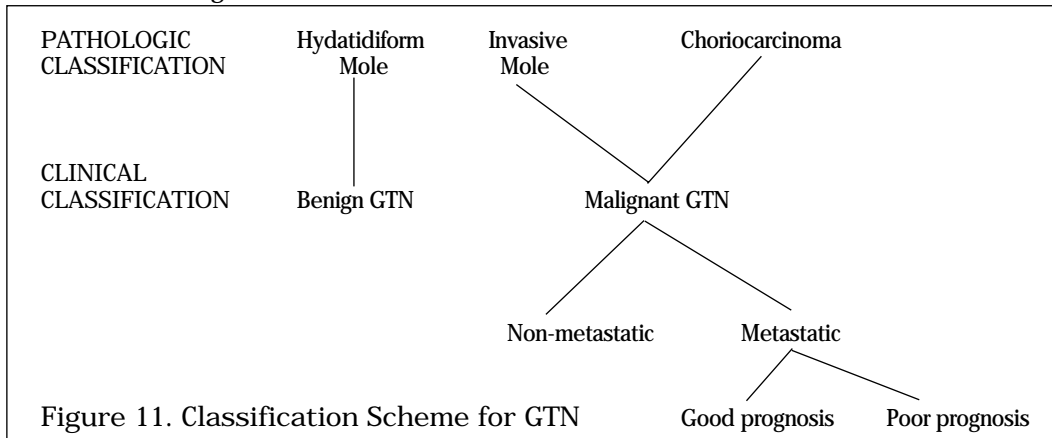 PATHOLOGIC Hydatidiform Invasive Choriocarcinoma
CLASSIFICATION Mole Mole
CLINICAL
CLASSIFICATION Benign GTN Malignant GTN
Non-metastatic Metastatic
Figure 11. Classification Scheme for GTN Good prognosis Poor prognosis